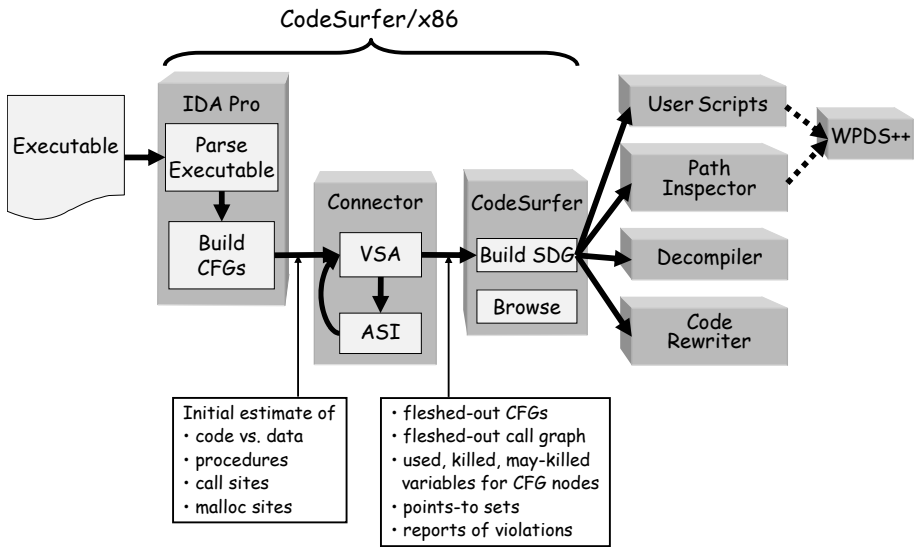 CodeSurfer/x86
Executable
IDA Pro
Parse
Executable
Build
CFGs
Connector
VSA
ASI
CodeSurfer
Build SDG
Browse
User Scripts
Path
Inspector
Decompiler
Code
Rewriter
WPDS++
Initial estimate of
• code vs. data
• procedures
• call sites
• malloc sites
• fleshed-out CFGs
• fleshed-out call graph
• used, killed, may-killed
variables for CFG nodes
• points-to sets
• reports of violations